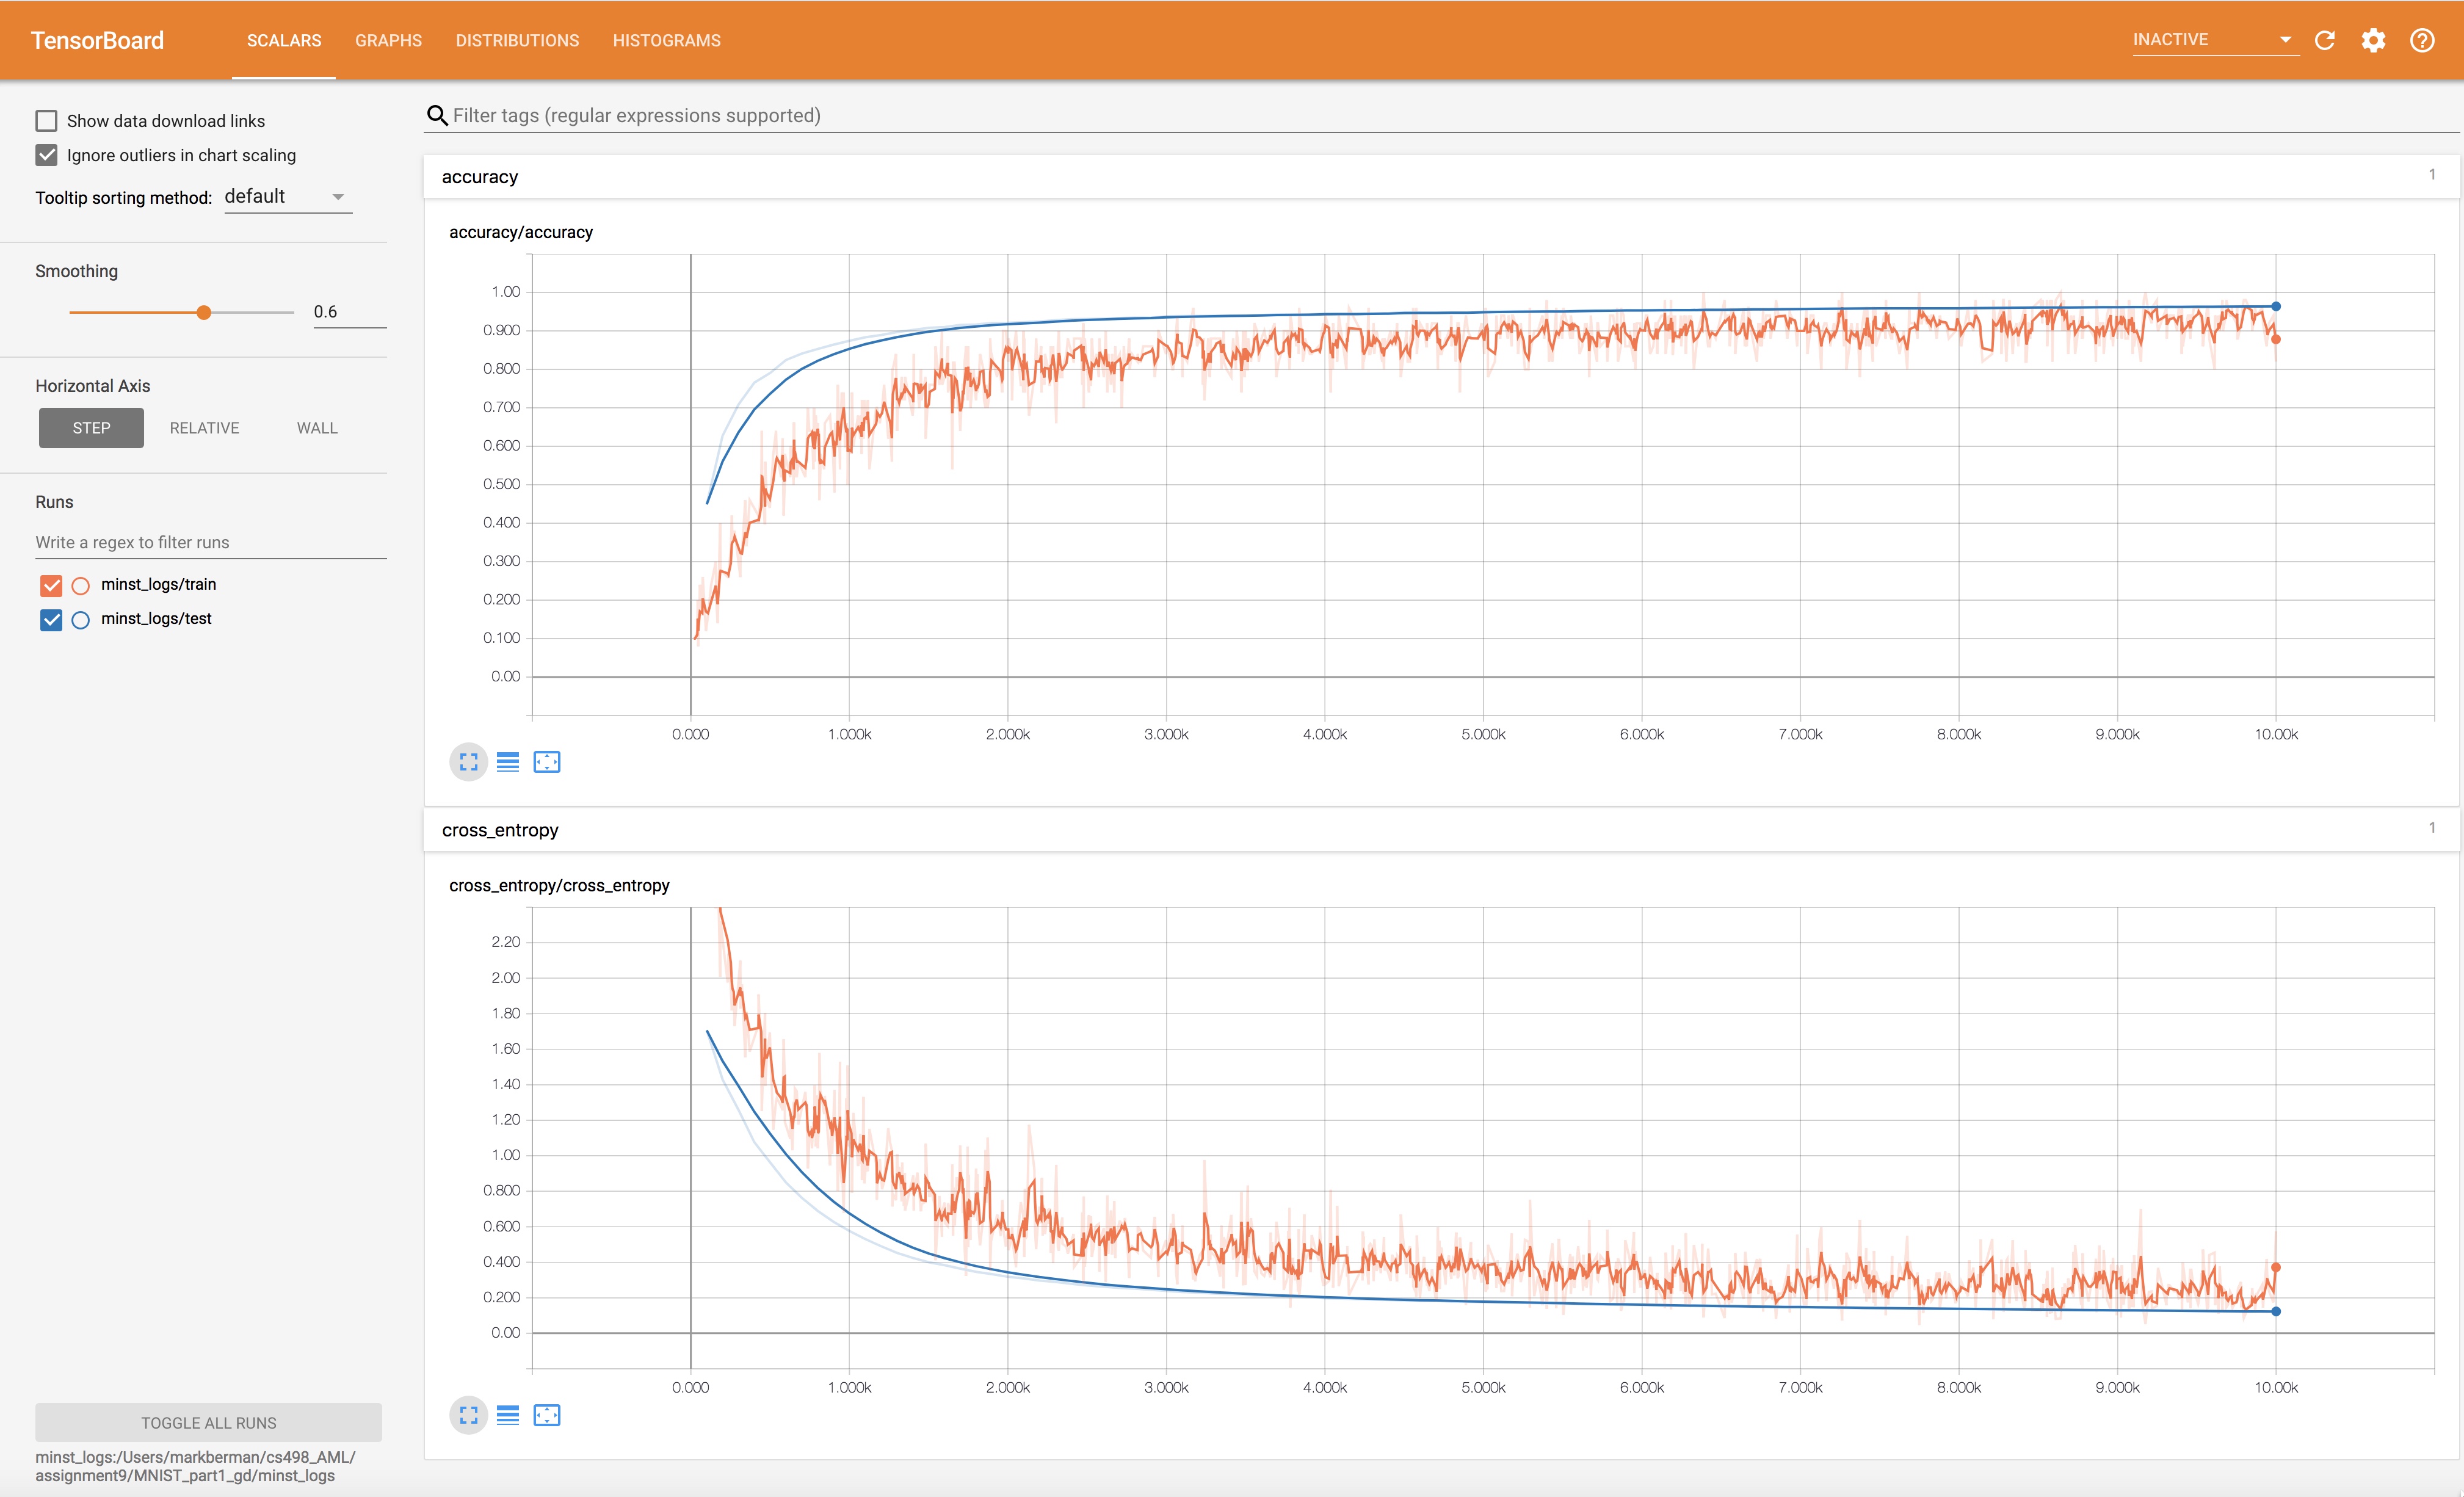 TensorBoard SCALARS GRAPHS DISTRIBUTIONS HISTOGRAMS INACTIVE
Show data download links
Ignore outliers in chart scaling
Tooltip sorting method: default
Smoothing
0.6
Horizontal Axis
STEP RELATIVE WALL
Runs
Write a regex to filter runs
minst_logs/train
minst_logs/test
TOGGLE ALL RUNS
minst_logs:/Users/markberman/cs498_AML/
assignment9/MNIST_part1_gd/minst_logs
Filter tags (regular expressions supported)
accuracy 1
accuracy/accuracy
1.00
0.900
0.800
0.700
0.600
0.500
0.400
0.300
0.200
0.100
0.00
0.000 1.000k 2.000k 3.000k 4.000k 5.000k 6.000k 7.000k 8.000k 9.000k 10.00k
cross_entropy 1
cross_entropy/cross_entropy
2.20
2.00
1.80
1.60
1.40
1.20
1.00
0.800
0.600
0.400
0.200
0.00
0.000 1.000k 2.000k 3.000k 4.000k 5.000k 6.000k 7.000k 8.000k 9.000k 10.00k